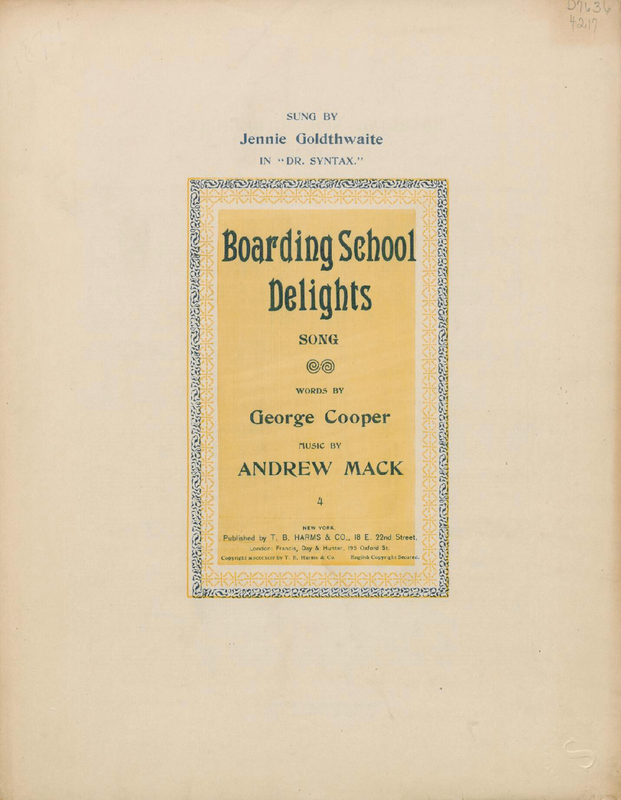 D7636
4217
SUNG BY
Jennie Goldthwaite
IN "DR. SYNTAX."
Boarding School
Delights
SONG
WORDS BY
George Cooper
MUSIC BY
ANDREW MACK
4
NEW YORK
Published by T. B. HARMS & CO., 18 E. 22nd Street.
London: Francis, Day & Hunter, 195 Oxford St.
Copyright by T. B. Harms & Co. English Copyright Secured.